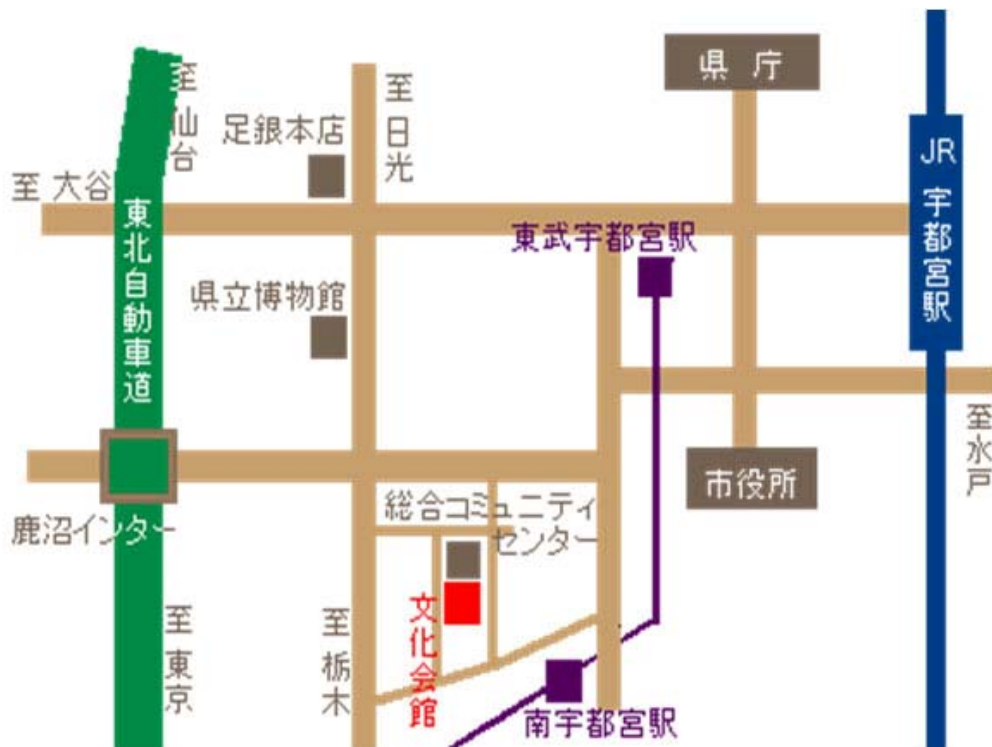 県 庁
至 仙台
至 日光
足銀本店
JR 宇都宮駅
至 大谷
東北自動車道
東武宇都宮駅
県立博物館
至 水戸
市役所
総合コミュニティ
センター
鹿沼インター
文化会館
至 東京
至 栃木
南宇都宮駅